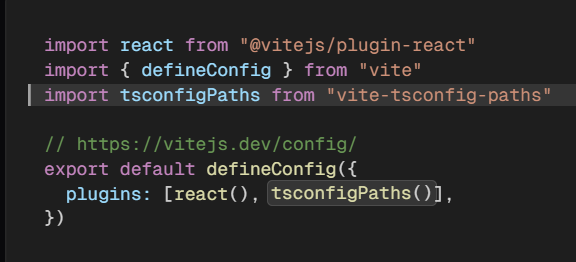 import react from "@vitejs/plugin-react"
import { defineConfig } from "vite"
import tsconfigPaths from "vite-tsconfig-paths"
// https://vitejs.dev/config/
export default defineConfig({
  plugins: [react(), tsconfigPaths()],
})